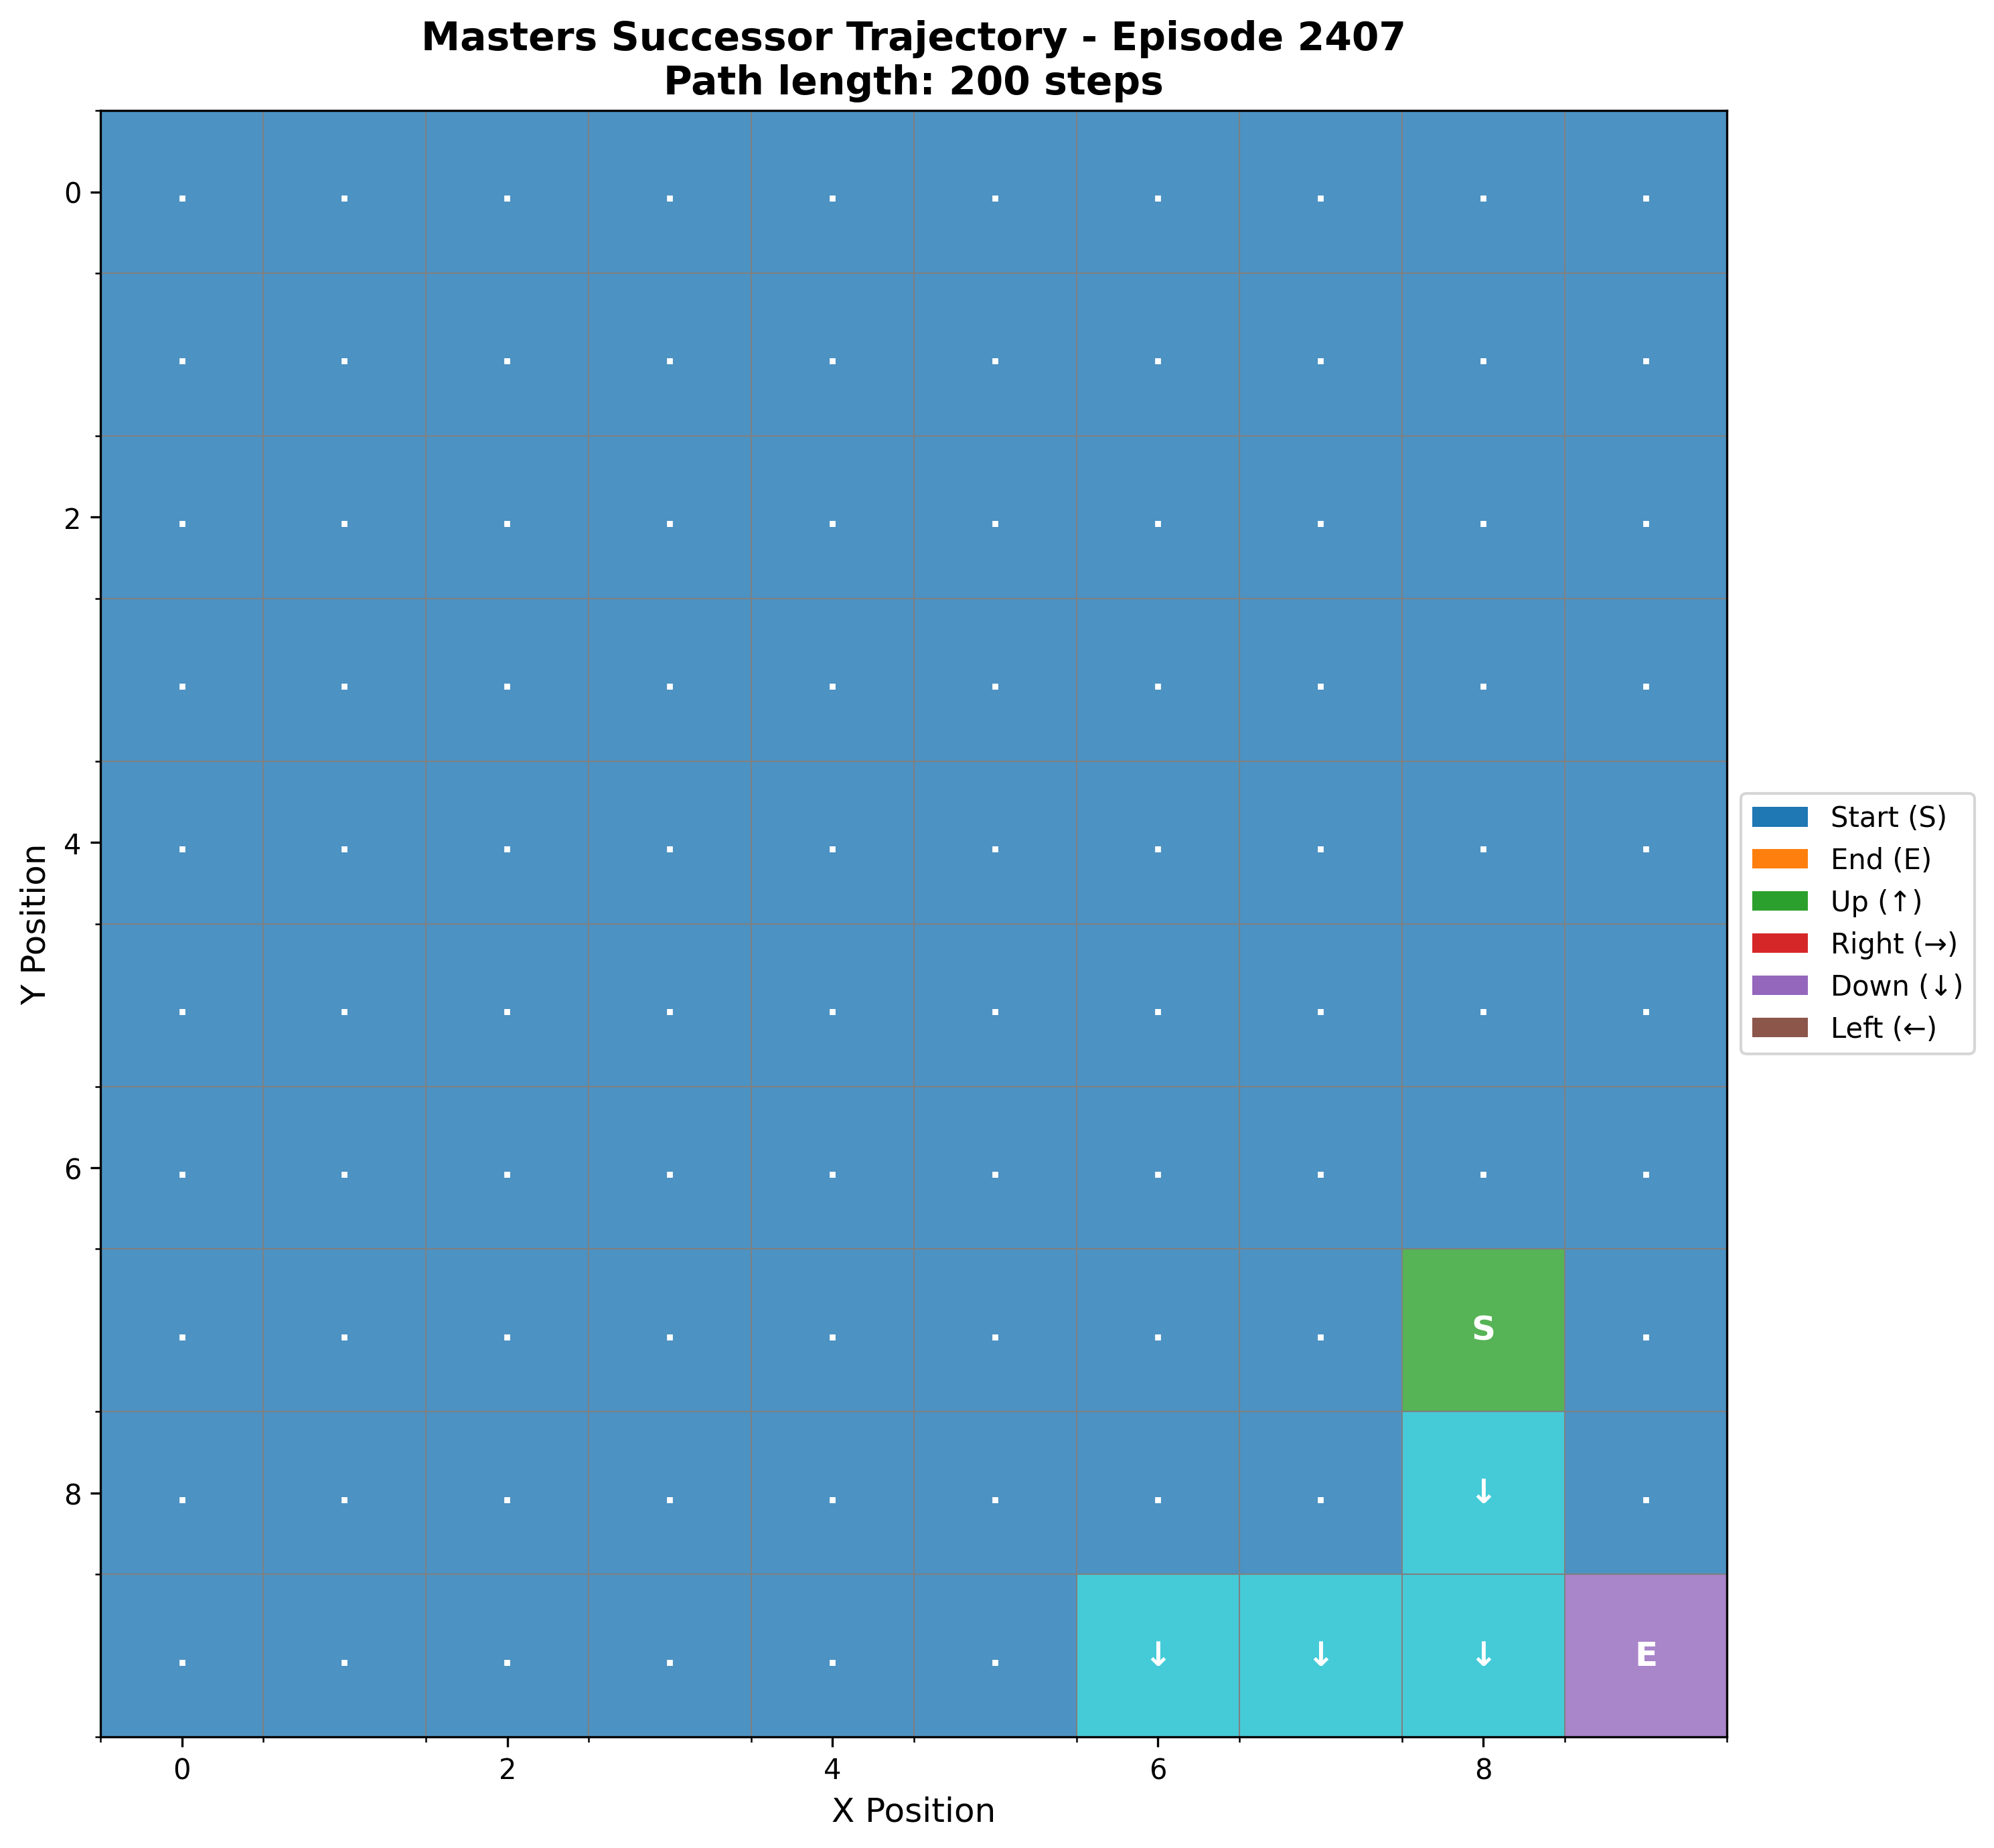 Masters Successor Trajectory - Episode 2407
Path length: 200 steps
0
2
4
6
8
Y Position
S
↓
↓ ↓ ↓ E
0 2 4 6 8
X Position
Start (S)
End (E)
Up (↑)
Right (→)
Down (↓)
Left (←)